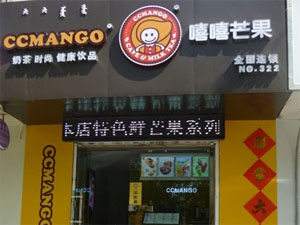 CCMANGO
奶茶 时尚 健康饮品
CCMANGO
CAFE & MILK TEA
嘻嘻芒果
全国连锁
NO.322
本店特色鲜芒果系列
CCMANGO
CCMANGO